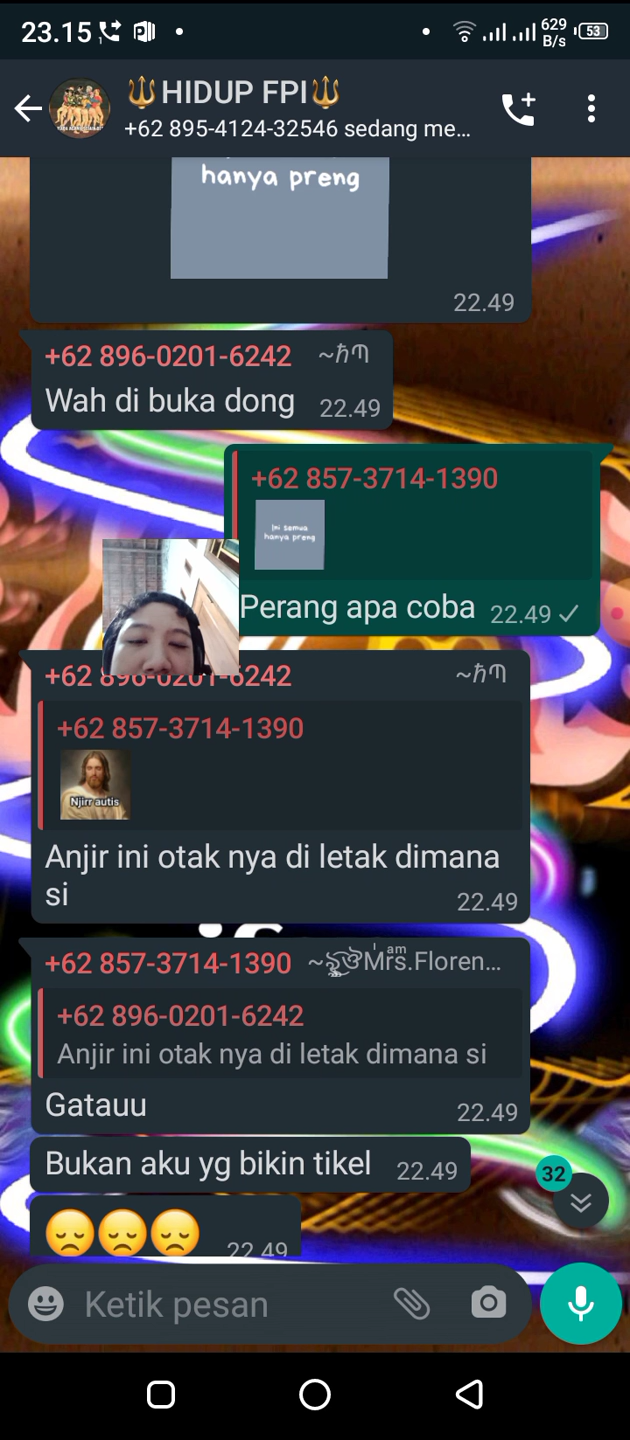 23.15
629
B/s
53
🔱HIDUP FPI🔱
+62 895-4124-32546 sedang me...
hanya preng
22.49
+62 896-0201-6242
Wah di buka dong 22.49
+62 857-3714-1390
Ini semua
hanya preng
Perang apa coba 22.49
+62 896-0201-6242
+62 857-3714-1390
Njirr autis
Anjir ini otak nya di letak dimana
si 22.49
+62 857-3714-1390 Mrs.Floren...
+62 896-0201-6242
Anjir ini otak nya di letak dimana si
Gatauu 22.49
Bukan aku yg bikin tikel 22.49
32
😞😞😞 22.49
Ketik pesan